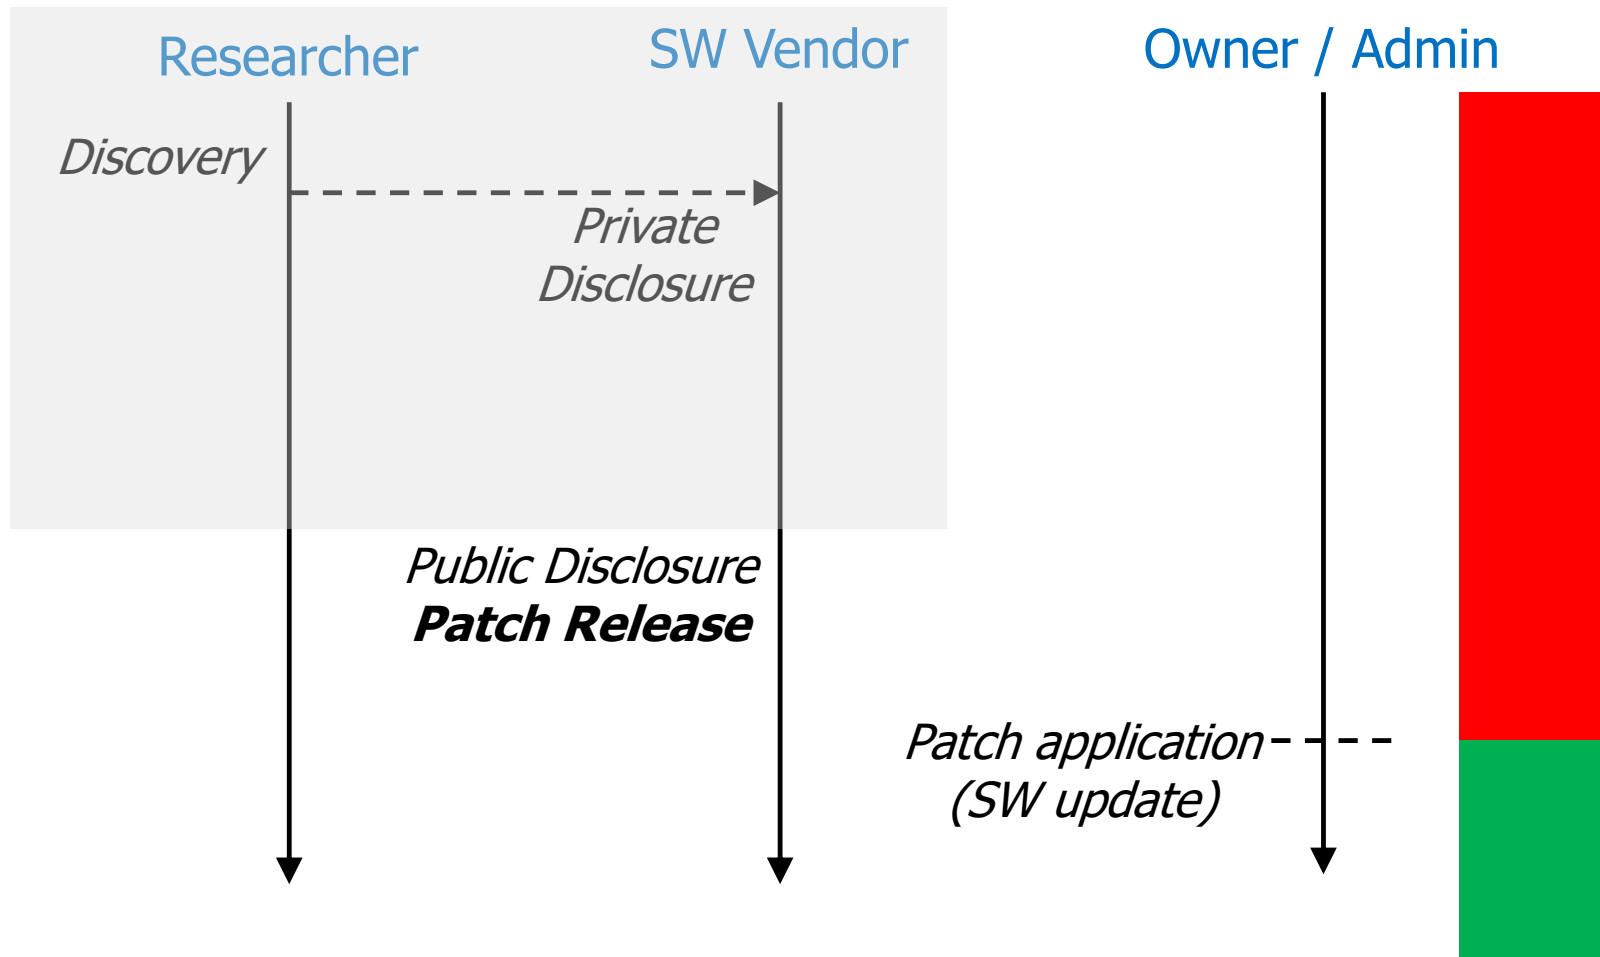 Researcher
SW Vendor
Owner / Admin
Discovery
Private
Disclosure
Public Disclosure
Patch Release
Patch application
(SW update)